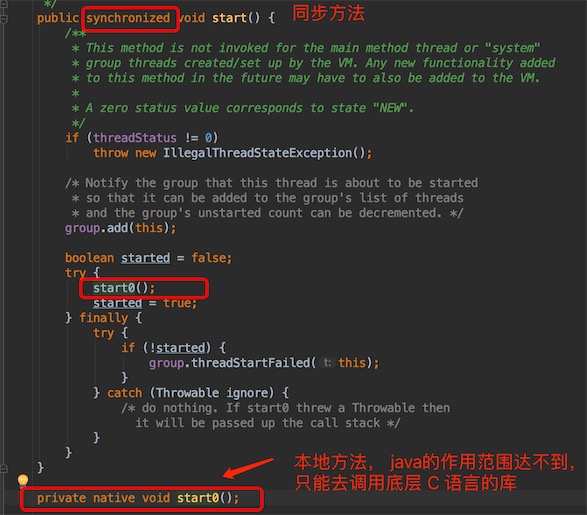 */
public synchronized void start() { 同步方法
/**
* This method is not invoked for the main method thread or "system"
* group threads created/set up by the VM. Any new functionality added
* to this method in the future may have to also be added to the VM.
*
* A zero status value corresponds to state "NEW".
*/
if (threadStatus != 0)
throw new IllegalThreadStateException();
/* Notify the group that this thread is about to be started
* so that it can be added to the group's list of threads
* and the group's unstarted count can be decremented. */
group.add(this);
boolean started = false;
try {
start0();
started = true;
} finally {
try {
if (!started) {
group.threadStartFailed( t: this);
}
} catch (Throwable ignore) {
/* do nothing. If start0 threw a Throwable then
it will be passed up the call stack */
}
}
}
本地方法， java的作用范围达不到，
只能去调用底层 C 语言的库
private native void start0();